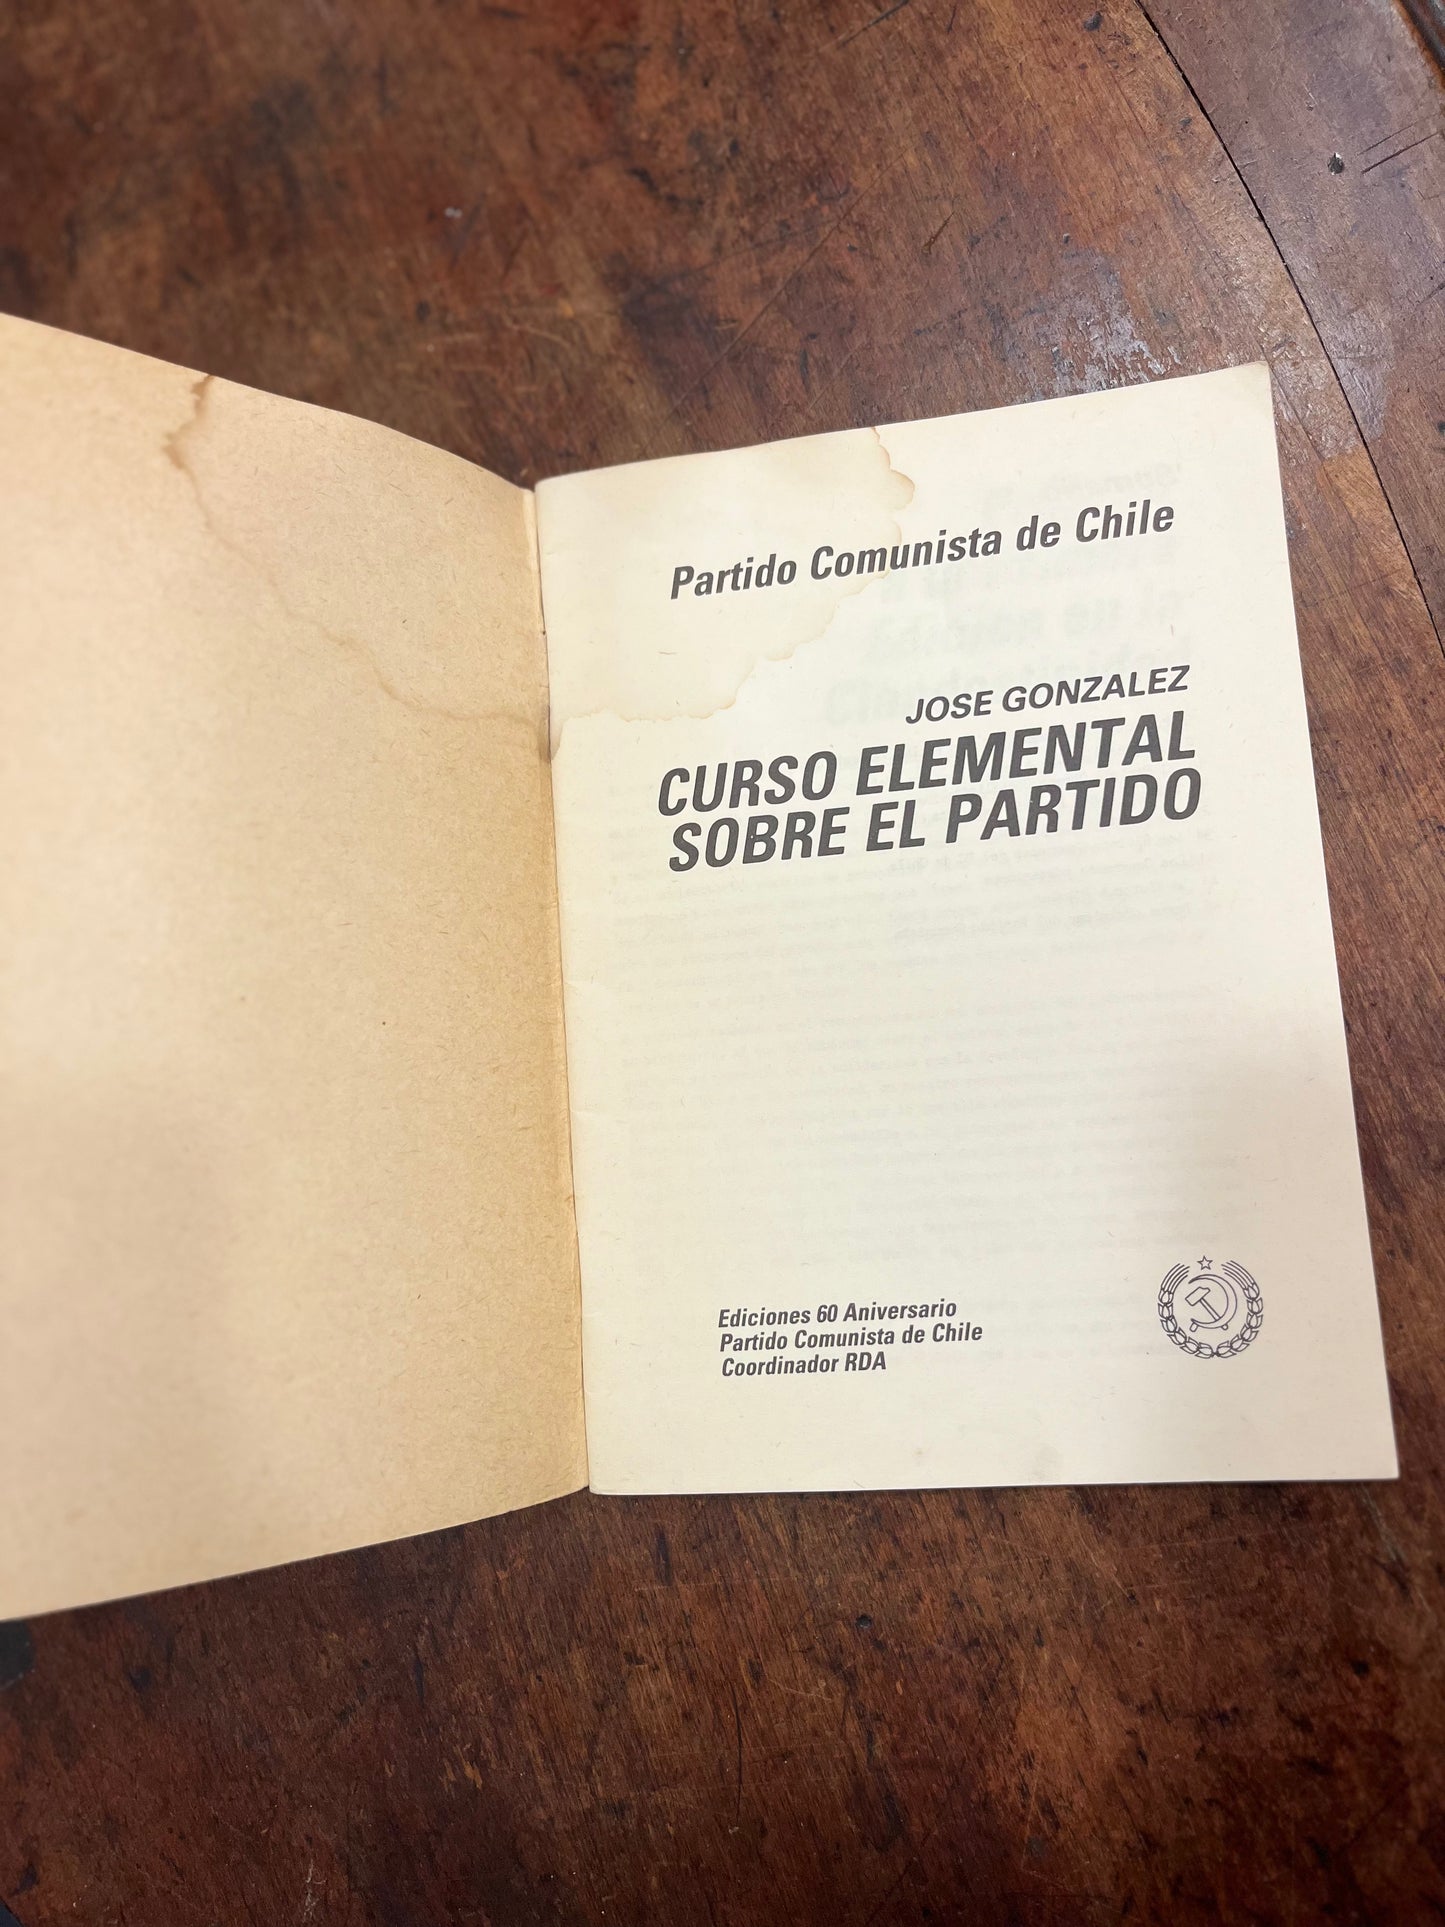 Partido Comunista de Chile
JOSE GONZALEZ
CURSO ELEMENTAL
SOBRE EL PARTIDO
Ediciones 60 Aniversario
Partido Comunista de Chile
Coordinador RDA